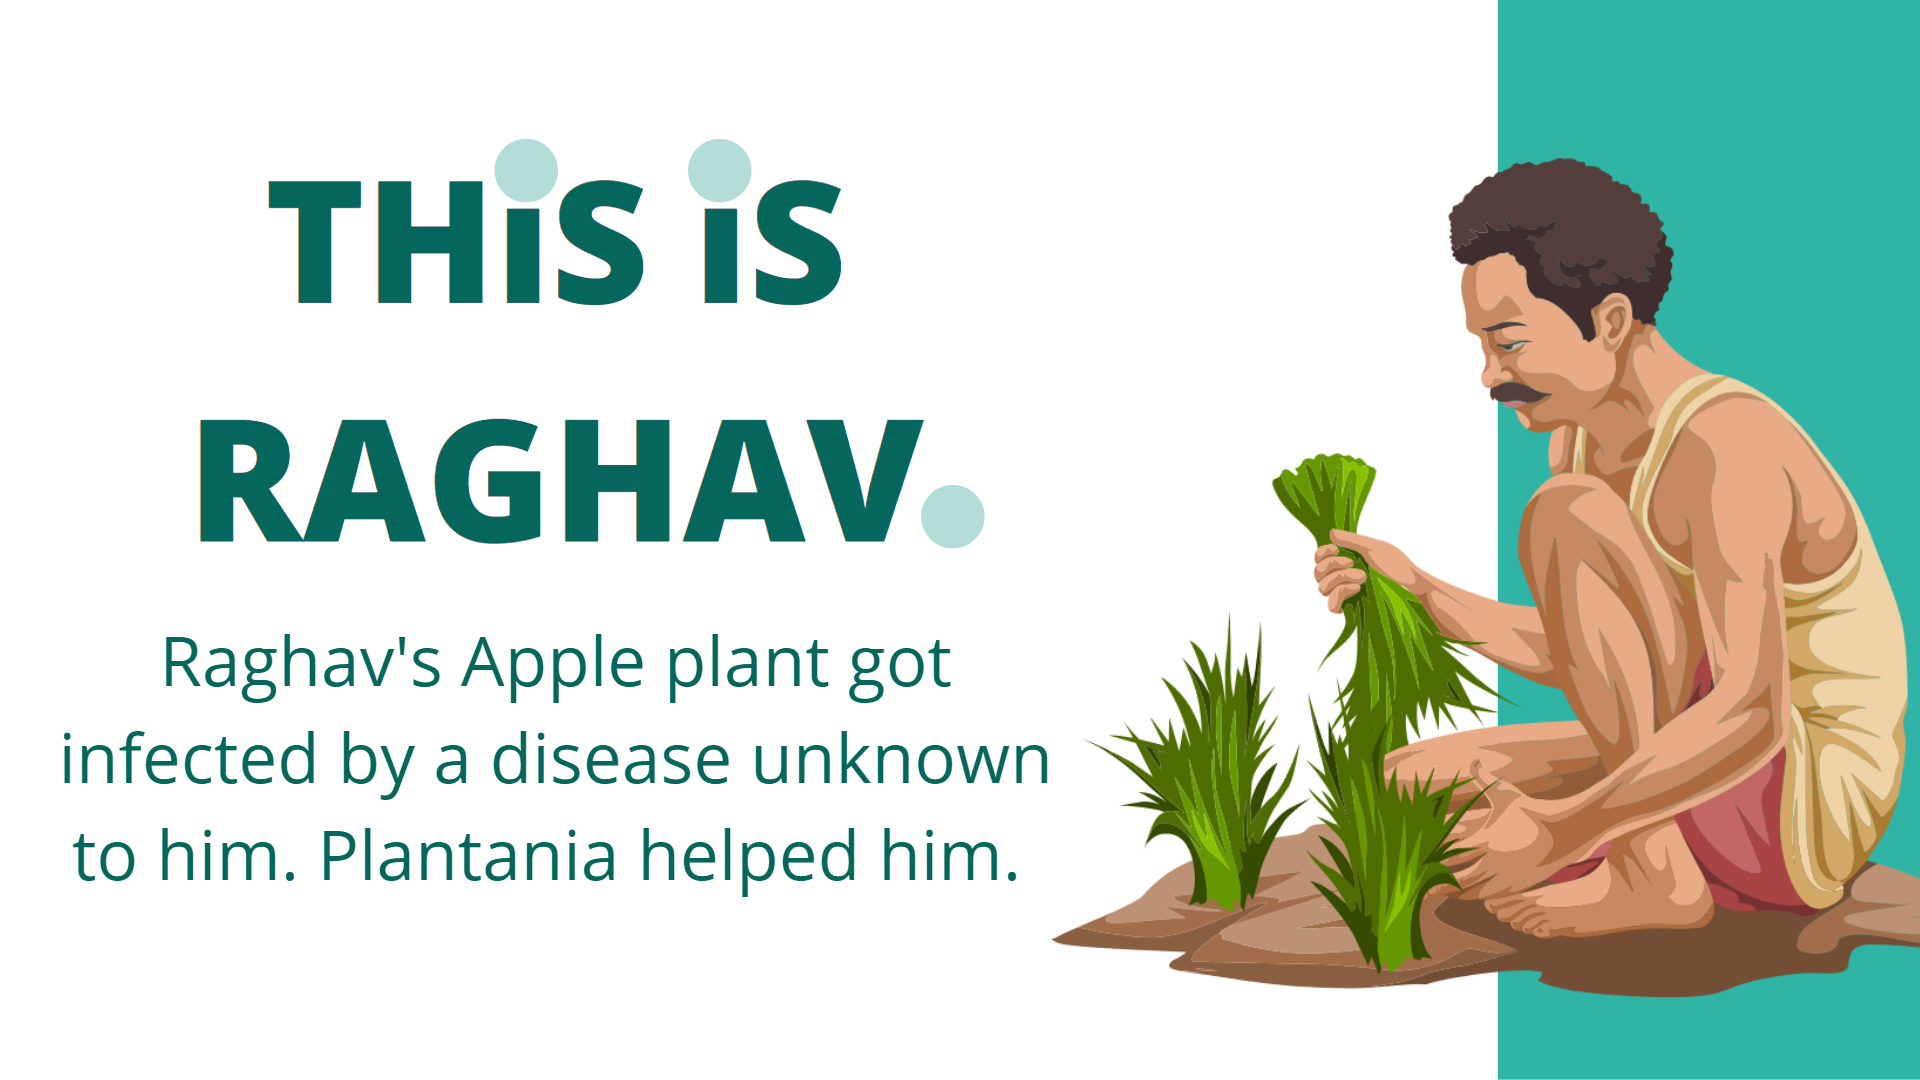 THiS iS
RAGHAV.
Raghav's Apple plant got
infected by a disease unknown
to him. Plantania helped him.